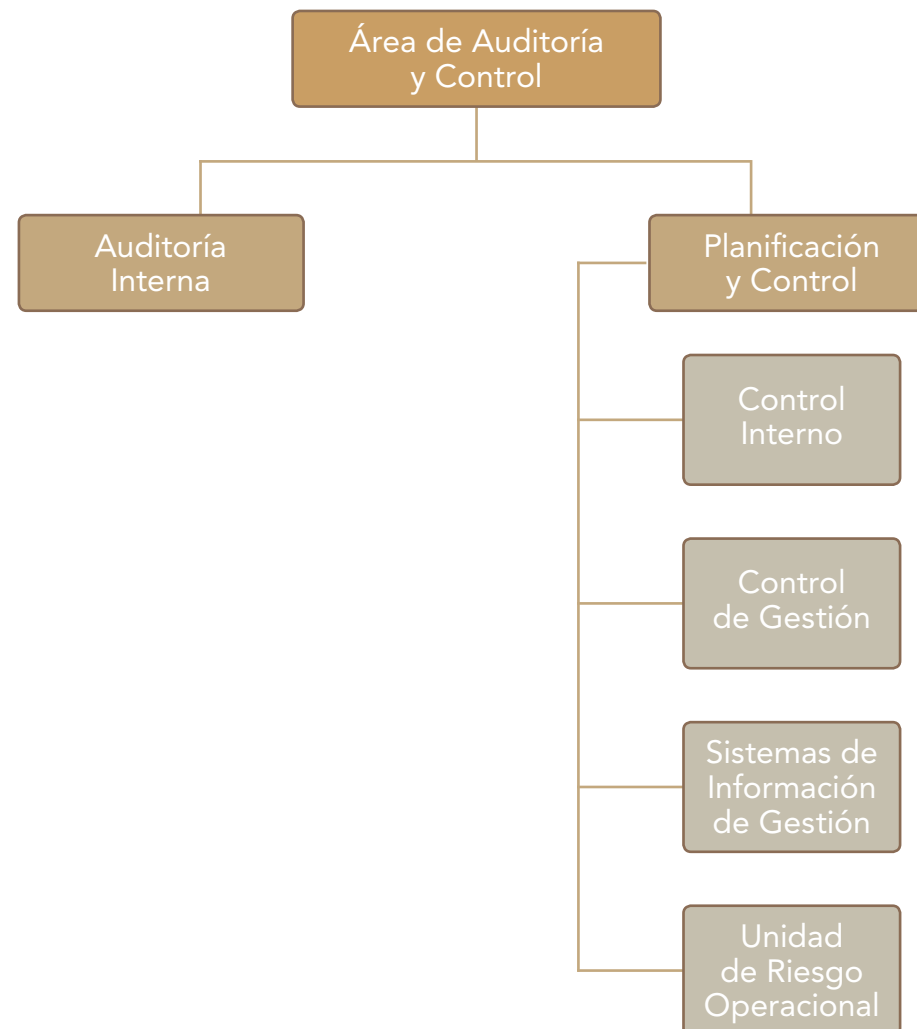 Área de Auditoría
y Control
Auditoría
Interna
Planificación
y Control
Control
Interno
Control
de Gestión
Sistemas de
Información
de Gestión
Unidad
de Riesgo
Operacional